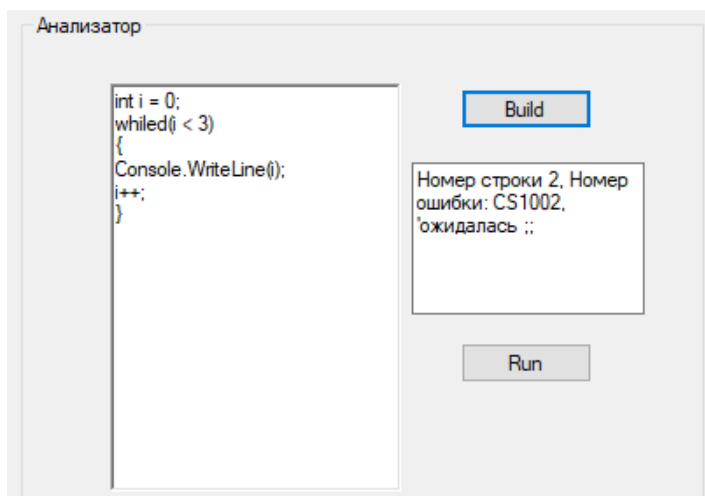 Анализатор
int i = 0;
whiled(i < 3)
{
Console.WriteLine(i);
i++;
}
Build
Номер строки 2, Номер
ошибки: CS1002,
'ожидалась ;;
Run